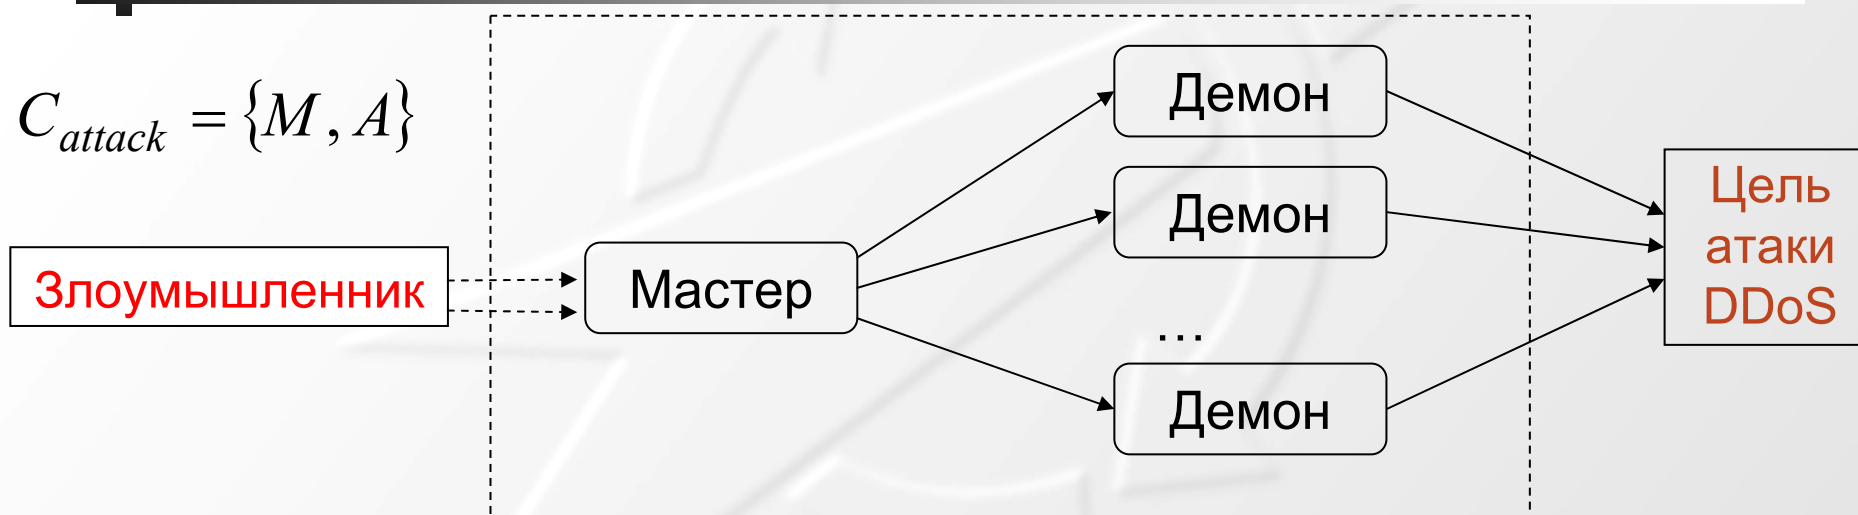 C_attack = {M, A}
Злоумышленник
Мастер
Демон
Демон
...
Демон
Цель
атаки
DDoS